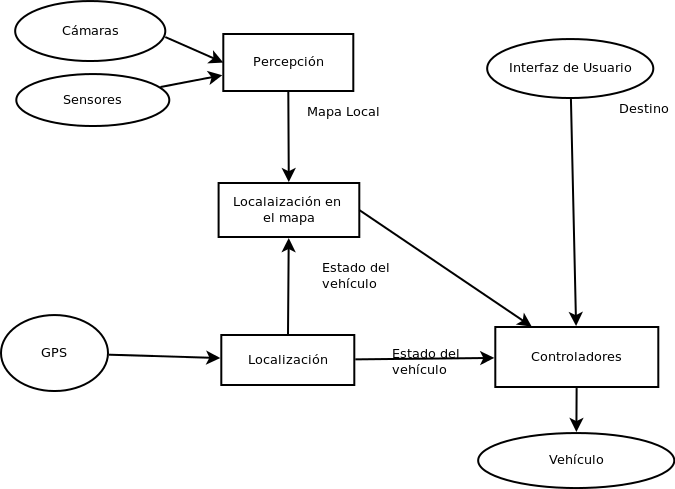 Cámaras
Percepción
Interfaz de Usuario
Sensores
Destino
Mapa Local
Localaización en
el mapa
Estado del
vehículo
GPS
Localización
Estado del
vehículo
Controladores
Vehículo